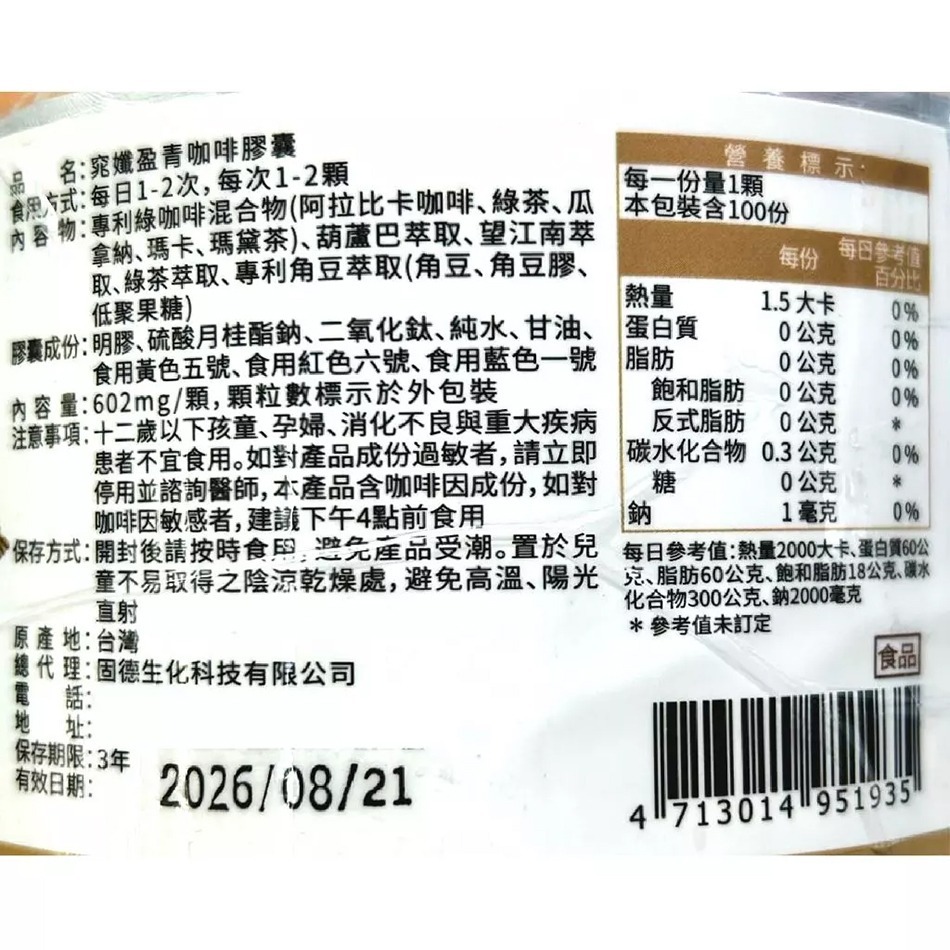 品　名:窕孅盈青咖啡膠囊
食用方式:每日1-2次,每次1-2顆
內容物:專利綠咖啡混合物(阿拉比卡咖啡、綠茶、瓜
拿納、瑪卡、瑪黛茶)、葫蘆巴萃取、望江南萃
取、綠茶萃取、專利角豆萃取(角豆、角豆膠、
低聚果糖)
膠囊成份:明膠、硫酸月桂酯鈉、二氧化鈦、純水、甘油、
食用黃色五號、食用紅色六號、食用藍色一號
內容量:602mg/顆,顆粒數標示於外包裝
注意事項:十二歲以下孩童、孕婦、消化不良與重大疾病
患者不宜食用。如對產品成份過敏者,請立即
停用並諮詢醫師,本產品含咖啡因成份,如對
咖啡因敏感者,建議下午4點前食用
保存方式:開封後請按時食用,避免產品受潮。置於兒
童不易取得之陰涼乾燥處,避免高溫、陽光
直射
原產地:台灣
總代理:固德生化科技有限公司
電話:
地址:
保存期限:3年
有效日期:
2026/08/21
營養標示:
每一份量1顆
本包裝含100份
每份 每日參考值
百分比
熱量 1.5大卡 0%
蛋白質 0公克 0%
脂肪 0公克 0%
飽和脂肪 0公克 0%
反式脂肪 0公克 *
碳水化合物 0.3公克 0%
糖 0公克 *
鈉 1毫克 0%
每日參考值:熱量2000大卡、蛋白質60公
克、脂肪60公克、飽和脂肪18公克、碳水
化合物300公克、鈉2000毫克
* 參考值未訂定
食品
4 713014 951935